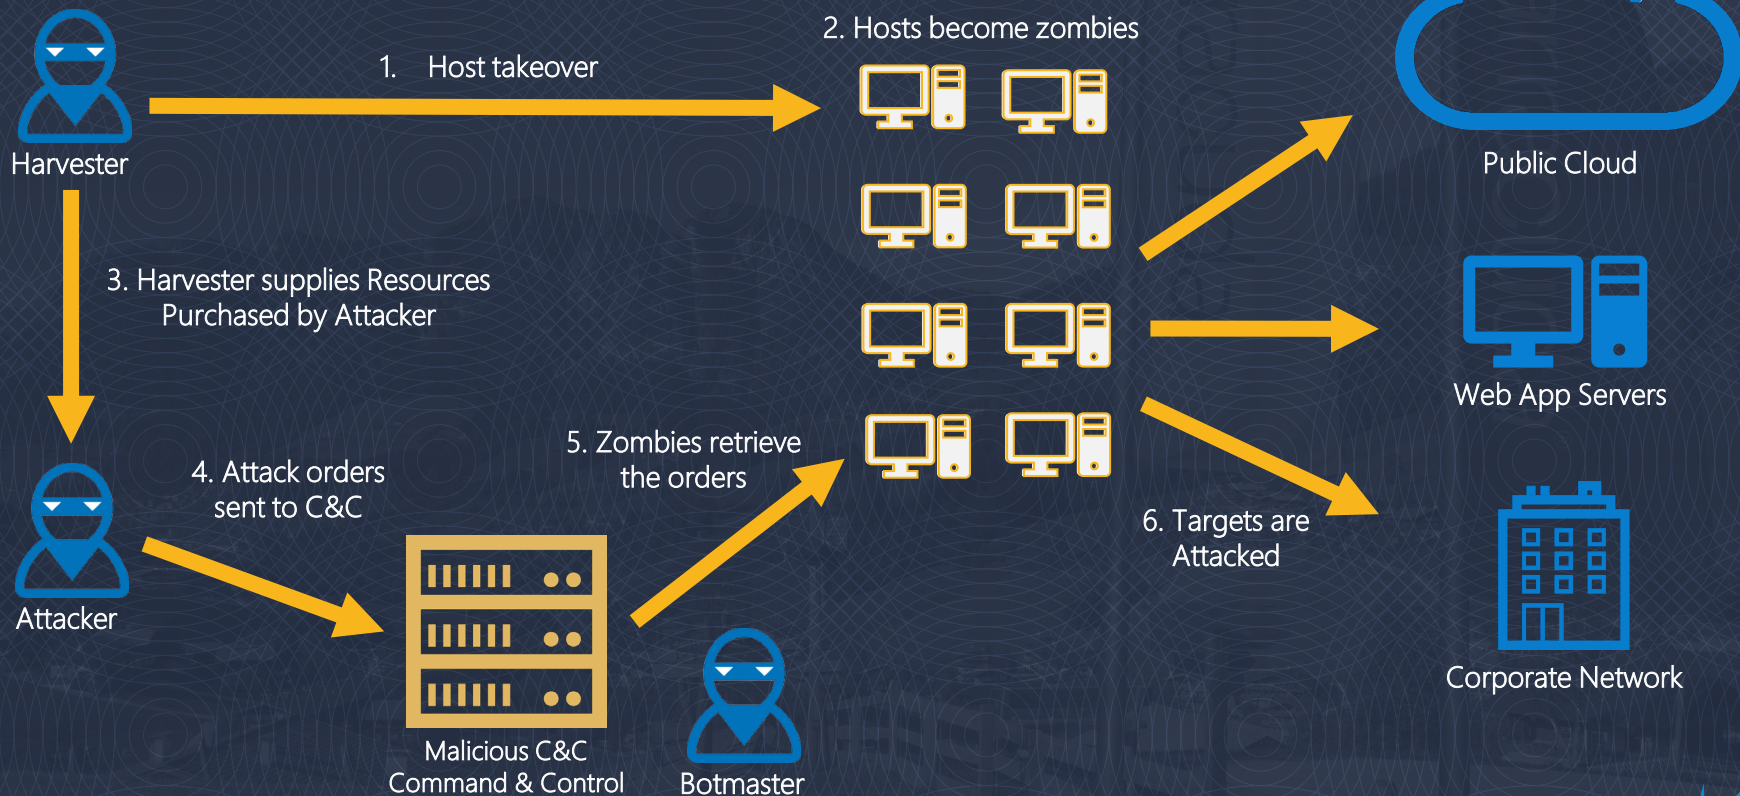 2. Hosts become zombies
1. Host takeover
Harvester
Public Cloud
3. Harvester supplies Resources
Purchased by Attacker
Web App Servers
5. Zombies retrieve
the orders
4. Attack orders
sent to C&C
6. Targets are
Attacked
Attacker
Corporate Network
Malicious C&C
Command & Control
Botmaster